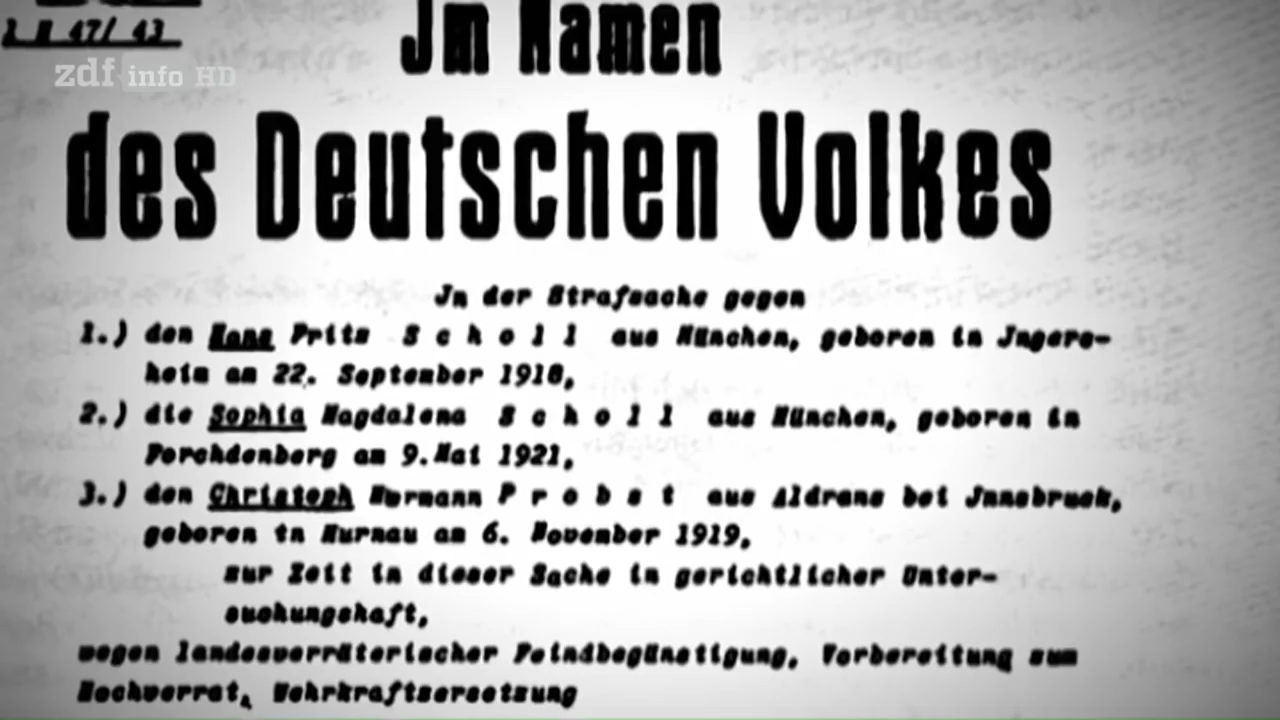 1 H 47/ 43
zdf info HD
Jm Namen
des Deutschen Volkes
Jn der Strafsache gegen
1.) den Hans Fritz S c h o l l aus München, geboren in Jngers-
heim am 22. September 1918,
2.) die Sophia Magdalena S c h o l l aus München, geboren in
Forchdenberg am 9.Mai 1921,
3.) den Christoph Hermann P r o b s t aus Aldrans bei Jnnsbruck,
geboren in Murnau am 6. November 1919,
zur Zeit in dieser Sache in gerichtlicher Unter-
suchungshaft,
wegen landesverräterischer Feindbegünstigung, Vorbereitung zum
Hochverrat, Wehrkraftzersetzung